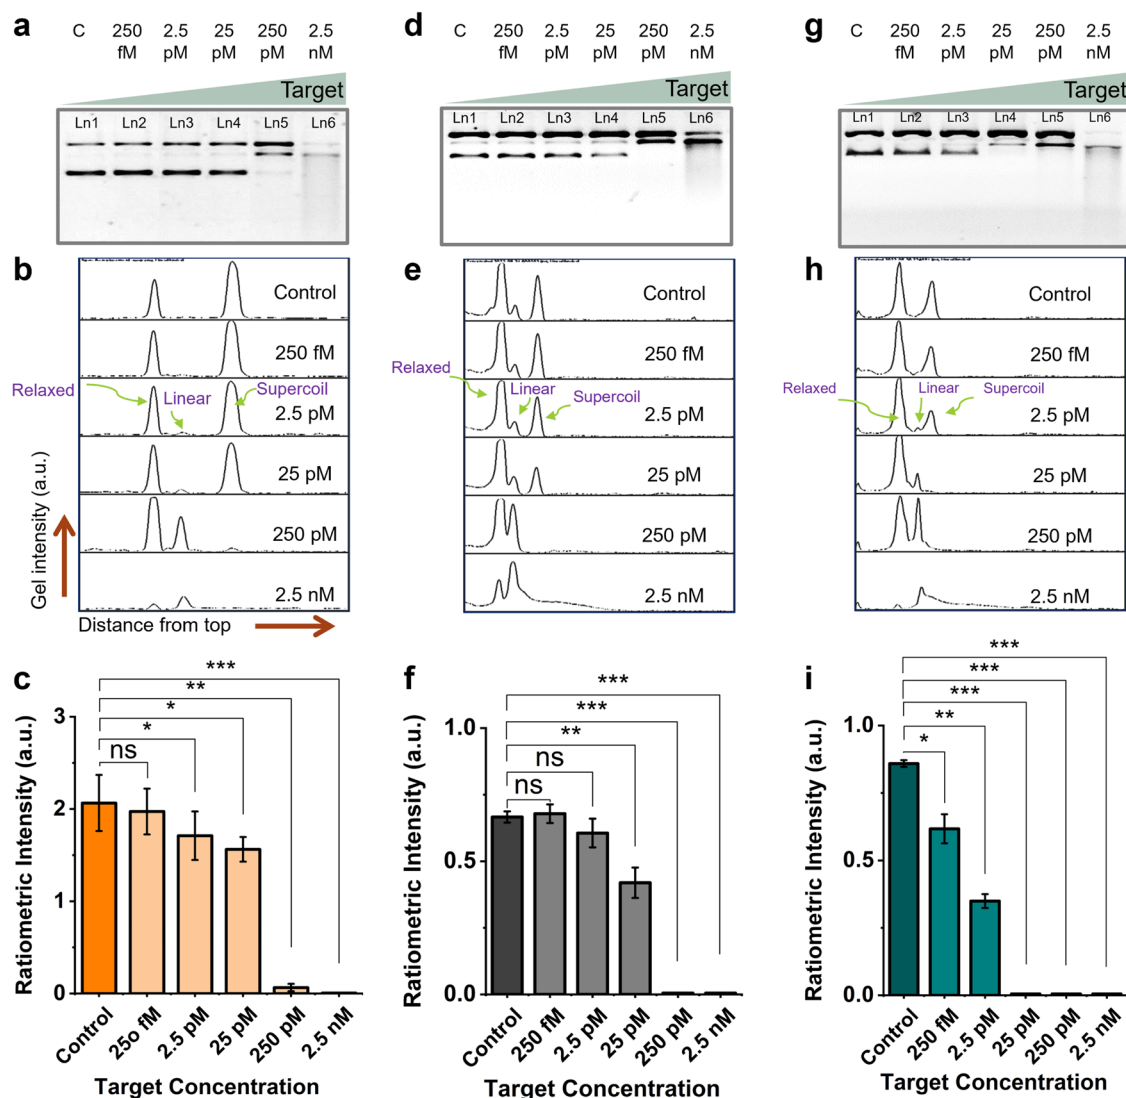 a
C 250 fM 2.5 pM 25 pM 250 pM 2.5 nM
Target
Ln1 Ln2 Ln3 Ln4 Ln5 Ln6
d
C 250 fM 2.5 pM 25 pM 250 pM 2.5 nM
Target
Ln1 Ln2 Ln3 Ln4 Ln5 Ln6
g
C 250 fM 2.5 pM 25 pM 250 pM 2.5 nM
Target
Ln1 Ln2 Ln3 Ln4 Ln5 Ln6
b
Control
250 fM
Relaxed
Linear
Supercoil
2.5 pM
25 pM
250 pM
2.5 nM
Gel intensity (a.u.)
Distance from top
e
Control
250 fM
Relaxed
Linear
Supercoil
2.5 pM
25 pM
250 pM
2.5 nM
h
Control
250 fM
Relaxed
Linear
Supercoil
2.5 pM
25 pM
250 pM
2.5 nM
c
***
**
*
*
ns
Ratiometric Intensity (a.u.)
3
2
1
0
Control 25o fM 2.5 pM 25 pM 250 pM 2.5 nM
Target Concentration
f
***
***
**
ns
ns
Ratiometric Intensity (a.u.)
1.0
0.5
0.0
Control 250 fM 2.5 pM 25 pM 250 pM 2.5 nM
Target Concentration
i
***
***
***
**
*
Ratiometric Intensity (a.u.)
1.0
0.5
0.0
Control 250 fM 2.5 pM 25 pM 250 pM 2.5 nM
Target Concentration